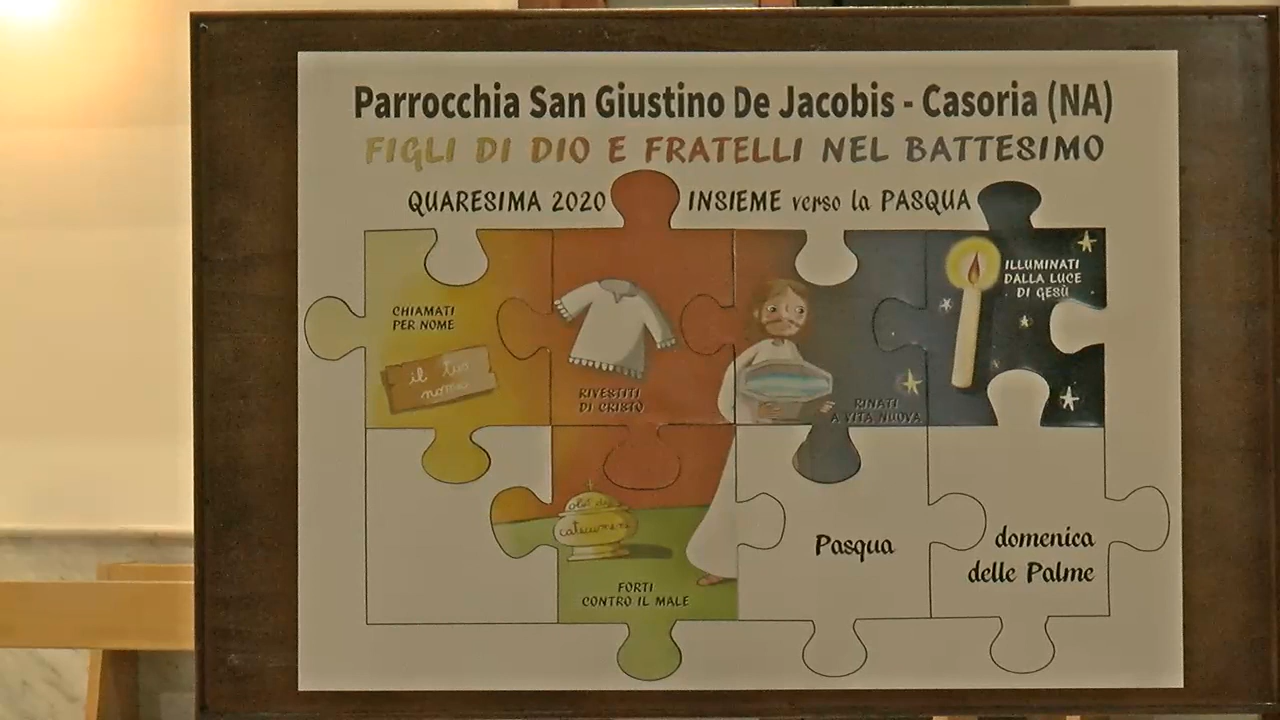 Parrocchia San Giustino De Jacobis - Casoria (NA)
FIGLI DI DIO E FRATELLI NEL BATTESIMO
QUARESIMA 2020 INSIEME verso la PASQUA
CHIAMATI
PER NOME
il tuo
nome
RIVESTITI
DI CRISTO
RINATI
A VITA NUOVA
ILLUMINATI
DALLA LUCE
DI GESÙ
catecumeni
FORTI
CONTRO IL MALE
Pasqua
domenica
delle Palme